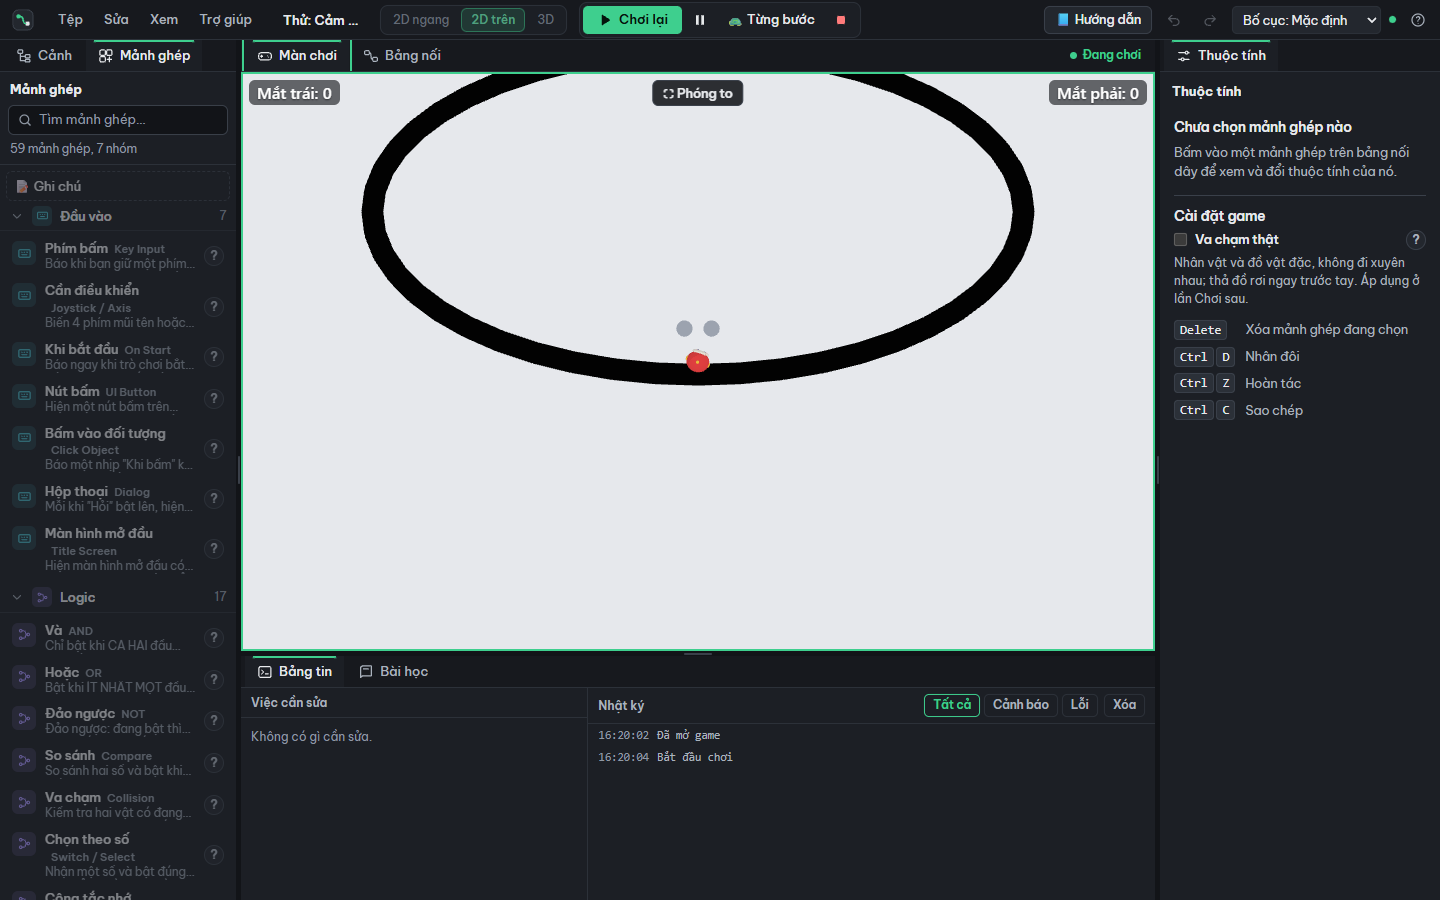 Tệp Sửa Xem Trợ giúp Thử: Cảm ... 2D ngang 2D trên 3D Chơi lại Từng bước Hướng dẫn Bố cục: Mặc định
Cảnh Mảnh ghép
Màn chơi Bảng nối Đang chơi
Thuộc tính
Mảnh ghép
Tìm mảnh ghép...
59 mảnh ghép, 7 nhóm
Ghi chú
Đầu vào 7
Phím bấm Key Input ?
Báo khi bạn giữ một phím...
Cần điều khiển
Joystick / Axis ?
Biến 4 phím mũi tên hoặc...
Khi bắt đầu On Start ?
Báo ngay khi trò chơi bắt...
Nút bấm UI Button ?
Hiện một nút bấm trên...
Bấm vào đối tượng
Click Object ?
Báo một nhịp "Khi bấm" k...
Hộp thoại Dialog ?
Mỗi khi "Hỏi" bật lên, hiện...
Màn hình mở đầu
Title Screen ?
Hiện màn hình mở đầu có...
Logic 17
Và AND ?
Chỉ bật khi CẢ HAI đầu...
Hoặc OR ?
Bật khi ÍT NHẤT MỘT đầu...
Đảo ngược NOT ?
Đảo ngược: đang bật thì...
So sánh Compare ?
So sánh hai số và bật khi...
Va chạm Collision ?
Kiểm tra hai vật có đang...
Chọn theo số
Switch / Select ?
Nhận một số và bật đúng...
Công tắc nhớ
Mắt trái: 0 Phóng to Mắt phải: 0
Bảng tin Bài học
Việc cần sửa
Không có gì cần sửa.
Nhật ký Tất cả Cảnh báo Lỗi Xóa
16:20:02 Đã mở game
16:20:04 Bắt đầu chơi
Thuộc tính
Chưa chọn mảnh ghép nào
Bấm vào một mảnh ghép trên bảng nối
dây để xem và đổi thuộc tính của nó.
Cài đặt game
Va chạm thật ?
Nhân vật và đồ vật đặc, không đi xuyên
nhau; thả đồ rơi ngay trước tay. Áp dụng ở
lần Chơi sau.
Delete Xóa mảnh ghép đang chọn
Ctrl D Nhân đôi
Ctrl Z Hoàn tác
Ctrl C Sao chép